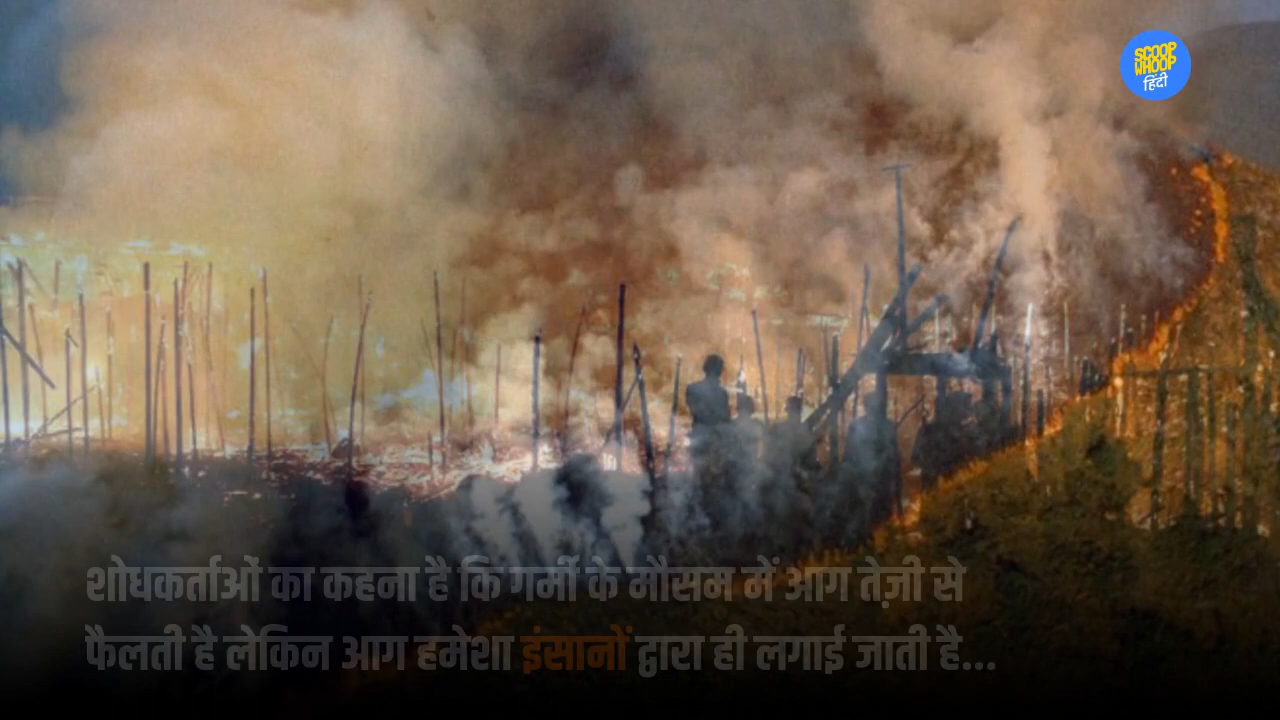 SCOOP
WHOOP
हिंदी
शोधकर्ताओं का कहना है कि गर्मी के मौसम में आग तेज़ी से
फैलती है लेकिन आग हमेशा इंसानों द्वारा ही लगाई जाती है...